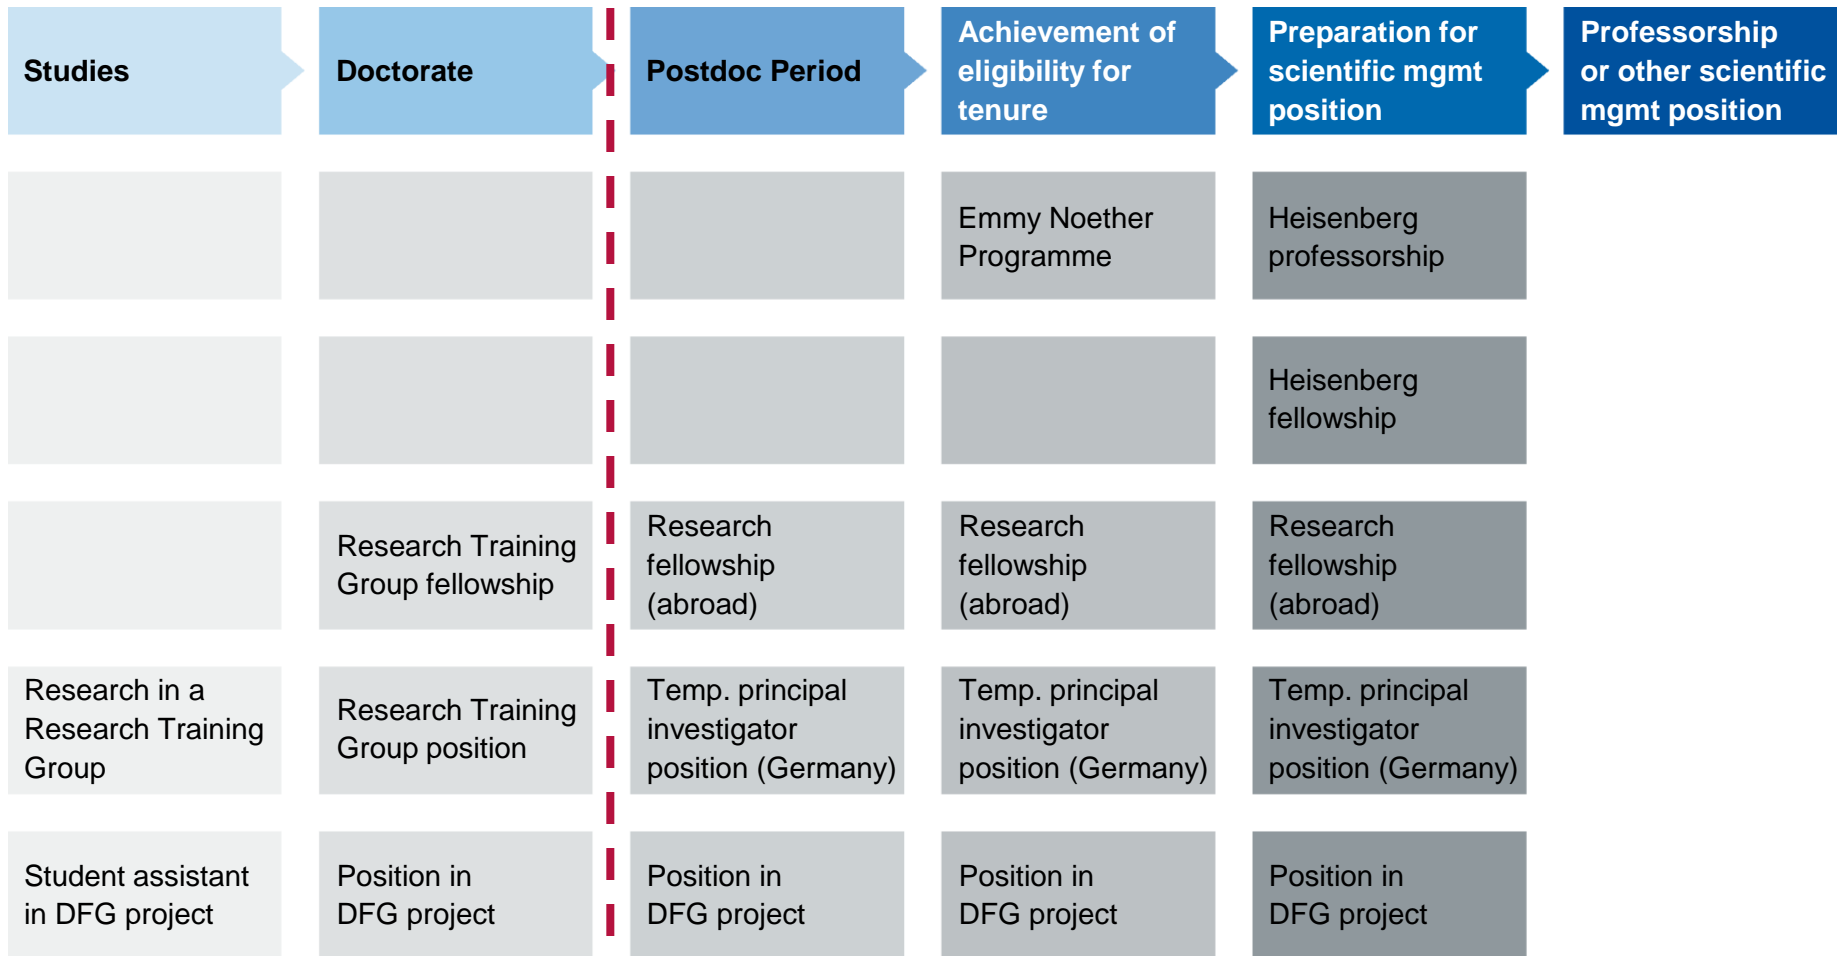 Studies
Doctorate
Postdoc Period
Achievement of
eligibility for
tenure
Preparation for
scientific mgmt
position
Professorship
or other scientific
mgmt position
Emmy Noether
Programme
Heisenberg
professorship
Heisenberg
fellowship
Research Training
Group fellowship
Research
fellowship
(abroad)
Research
fellowship
(abroad)
Research
fellowship
(abroad)
Research in a
Research Training
Group
Research Training
Group position
Temp. principal
investigator
position (Germany)
Temp. principal
investigator
position (Germany)
Temp. principal
investigator
position (Germany)
Student assistant
in DFG project
Position in
DFG project
Position in
DFG project
Position in
DFG project
Position in
DFG project